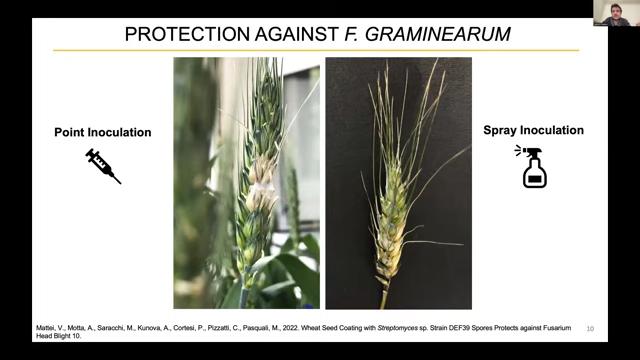 PROTECTION AGAINST F. GRAMINEARUM
Point Inoculation
Spray Inoculation
Mattei, V., Motta, A., Saracchi, M., Kunova, A., Cortesi, P., Pizzatti, C., Pasquali, M., 2022. Wheat Seed Coating with Streptomyces sp. Strain DEF39 Spores Protects against Fusarium
Head Blight 10.
10